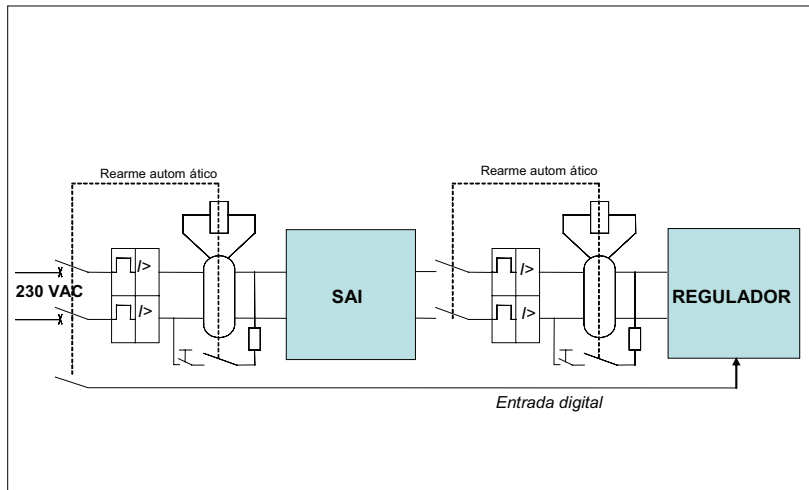 Rearme autom ático
Rearme autom ático
I>
I>
230 VAC
I>
I>
SAI
REGULADOR
Entrada digital